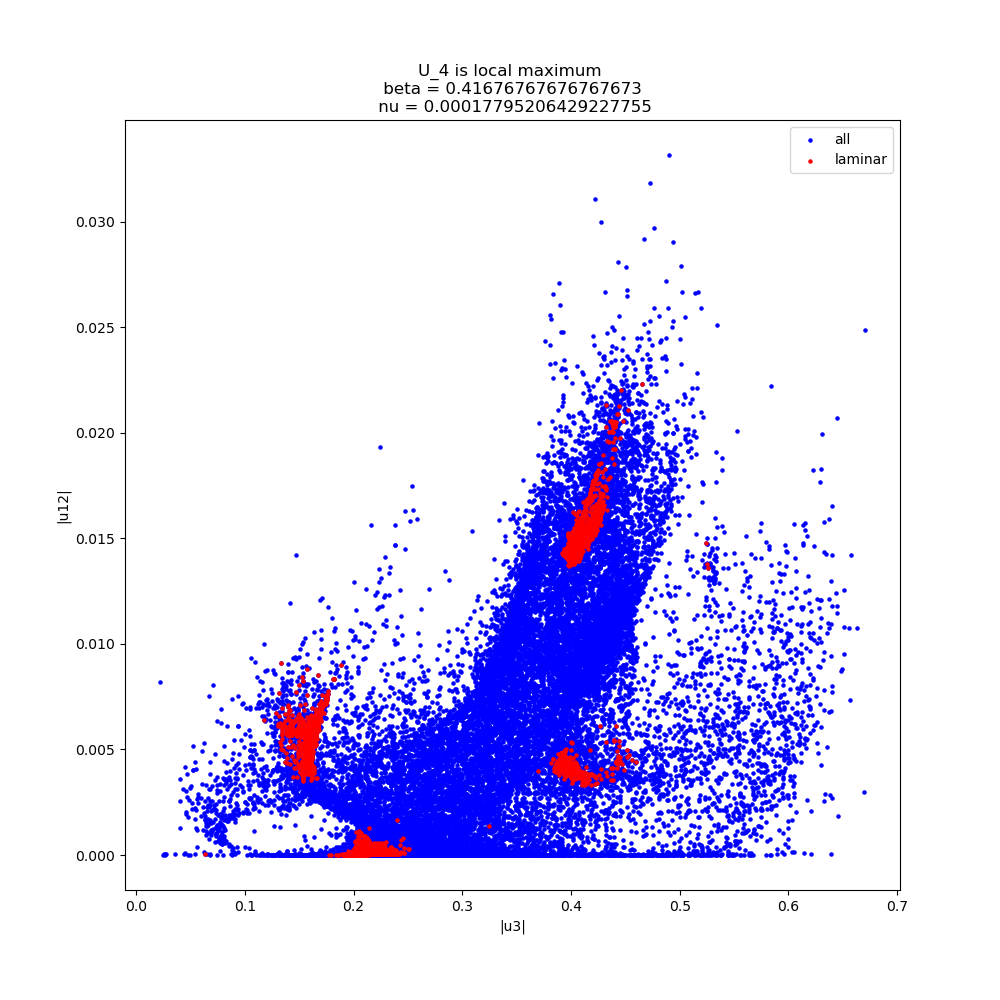 U_4 is local maximum
beta = 0.41676767676767673
nu = 0.00017795206429227755
all
laminar
0.030
0.025
0.020
0.015
0.010
0.005
0.000
|u12|
0.0 0.1 0.2 0.3 0.4 0.5 0.6 0.7
|u3|